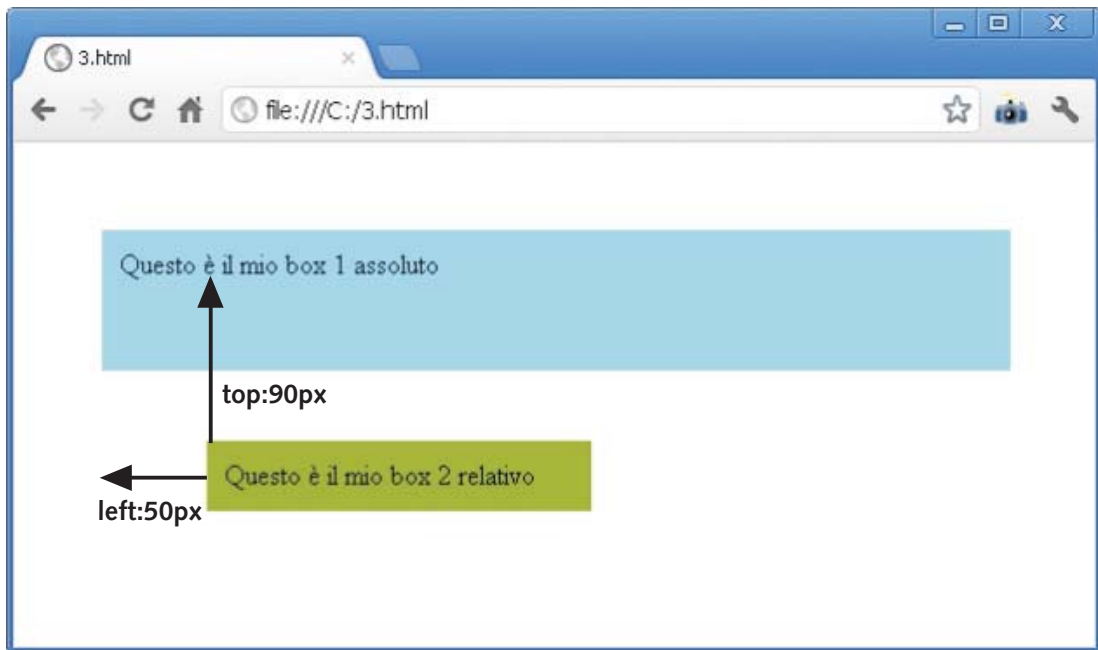 3.html
file:///C:/3.html
Questo è il mio box 1 assoluto
top:90px
Questo è il mio box 2 relativo
left:50px